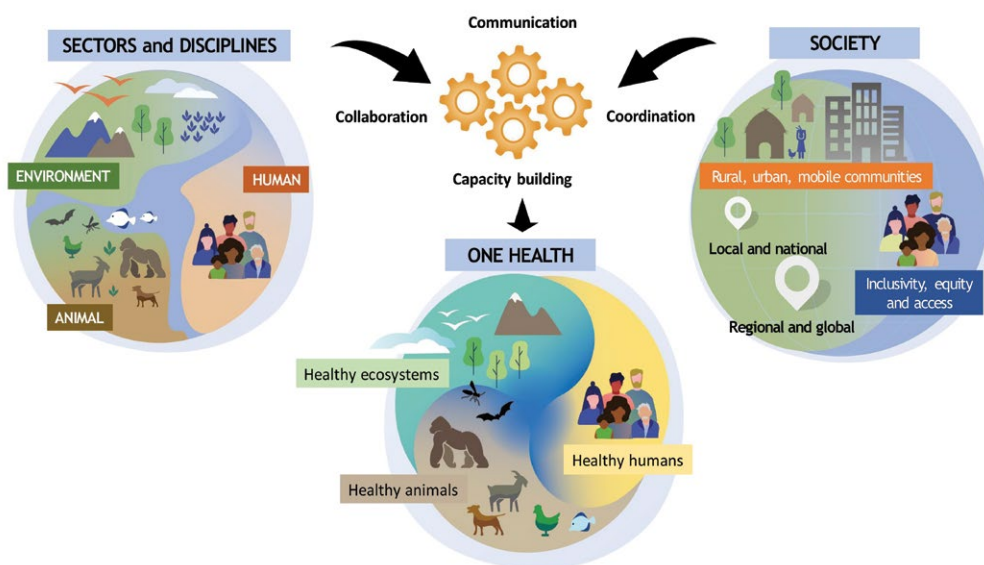 Communication
SECTORS and DISCIPLINES
SOCIETY
Collaboration
Coordination
ENVIRONMENT
HUMAN
Rural, urban, mobile communities
Capacity building
Local and national
ONE HEALTH
Inclusivity, equity
and access
ANIMAL
Regional and global
Healthy ecosystems
Healthy humans
Healthy animals